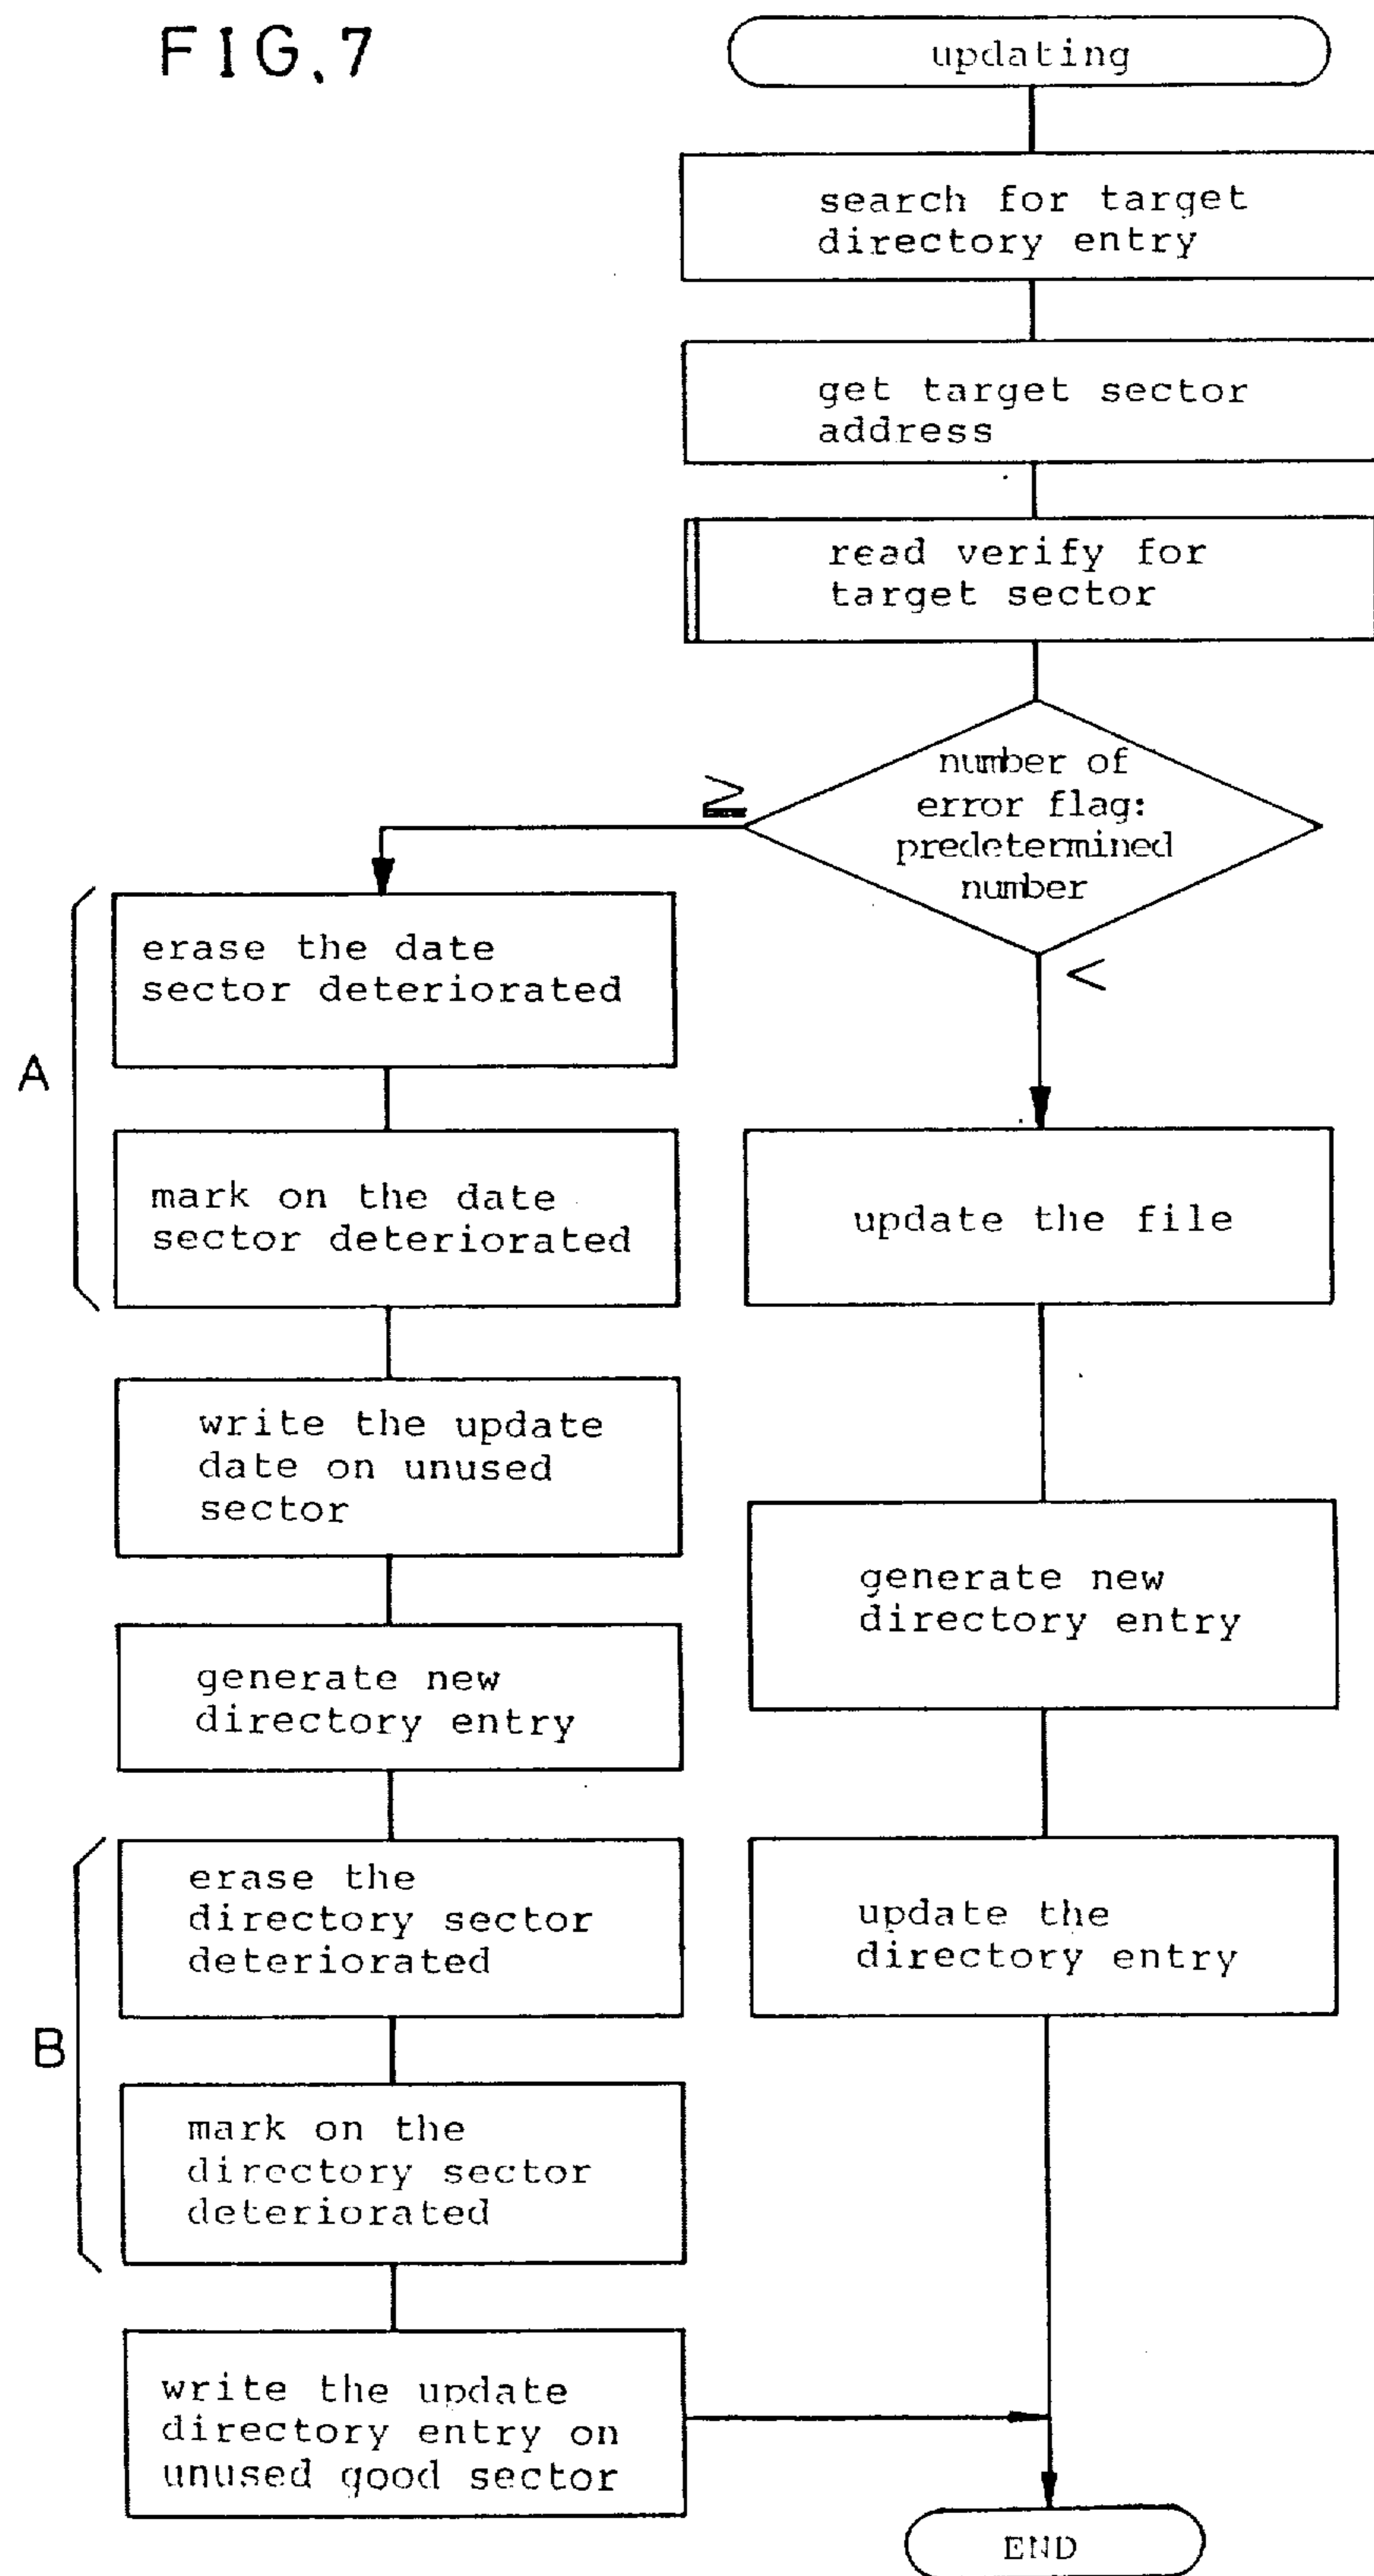 FIG.7
updating
search for target
directory entry
get target sector
address
read verify for
target sector
number of
error flag:
predetermined
number
≥
<
A
erase the date
sector deteriorated
mark on the date
sector deteriorated
write the update
date on unused
sector
generate new
directory entry
B
erase the
directory sector
deteriorated
mark on the
directory sector
deteriorated
write the update
directory entry on
unused good sector
update the file
generate new
directory entry
update the
directory entry
END